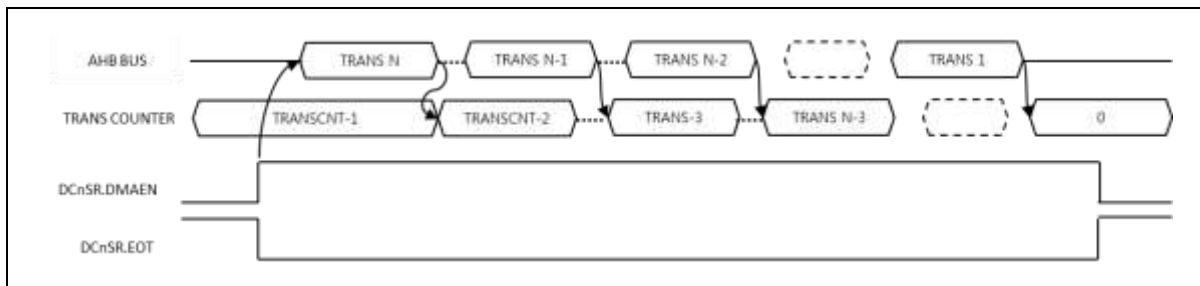 AHB BUS TRANS N TRANS N-1 TRANS N-2 TRANS 1
TRANS COUNTER TRANSCNT-1 TRANSCNT-2 TRANS-3 TRANS N-3 0
DCnSR.DMAEN
DCnSR.EOT